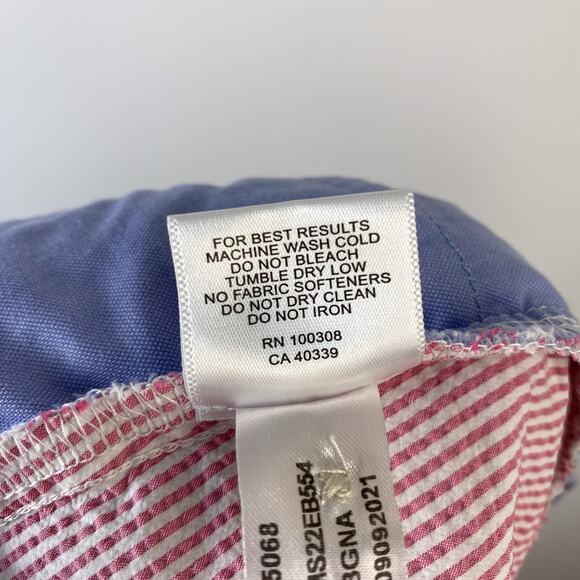 FOR BEST RESULTS
MACHINE WASH COLD
DO NOT BLEACH
TUMBLE DRY LOW
NO FABRIC SOFTENERS
DO NOT DRY CLEAN
DO NOT IRON
RN 100308
CA 40339
5068
MS22EB554
BGNA
09092021